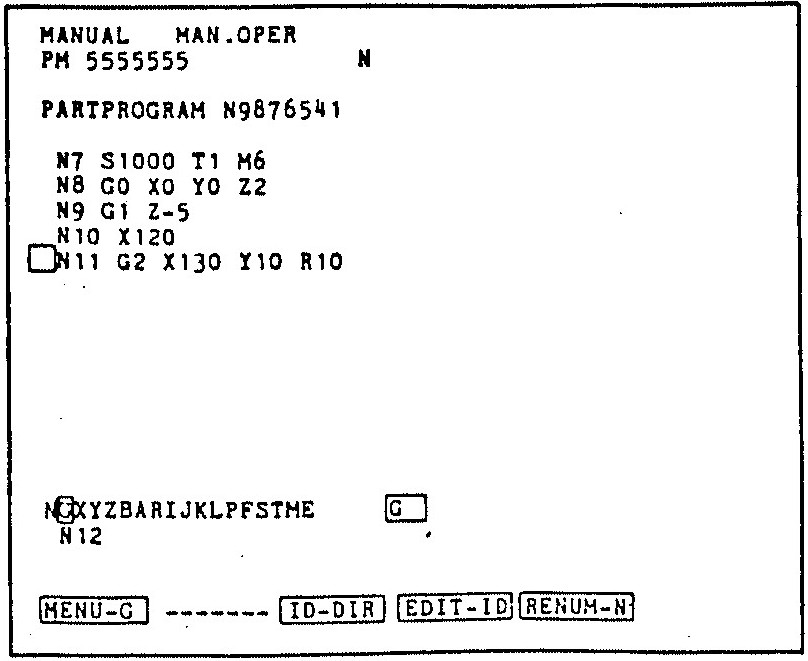 MANUAL MAN.OPER
PM 5555555 N
PARTPROGRAM N9876541
N7 S1000 T1 M6
N8 G0 X0 Y0 Z2
N9 G1 Z-5
N10 X120
N11 G2 X130 Y10 R10
NGXYZBARIJKLPFSTME G
N12
MENU-G ------- ID-DIR EDIT-ID RENUM-N